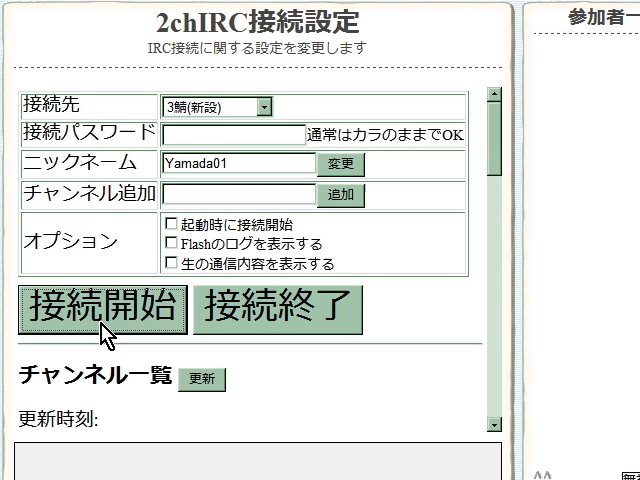 2chIRC接続設定
IRC接続に関する設定を変更します
接続先 3鯖(新設)
接続パスワード 通常はカラのままでOK
ニックネーム Yamada01 変更
チャンネル追加 追加
オプション
起動時に接続開始
Flashのログを表示する
生の通信内容を表示する
接続開始 接続終了
チャンネル一覧 更新
更新時刻:
参加者一
^^